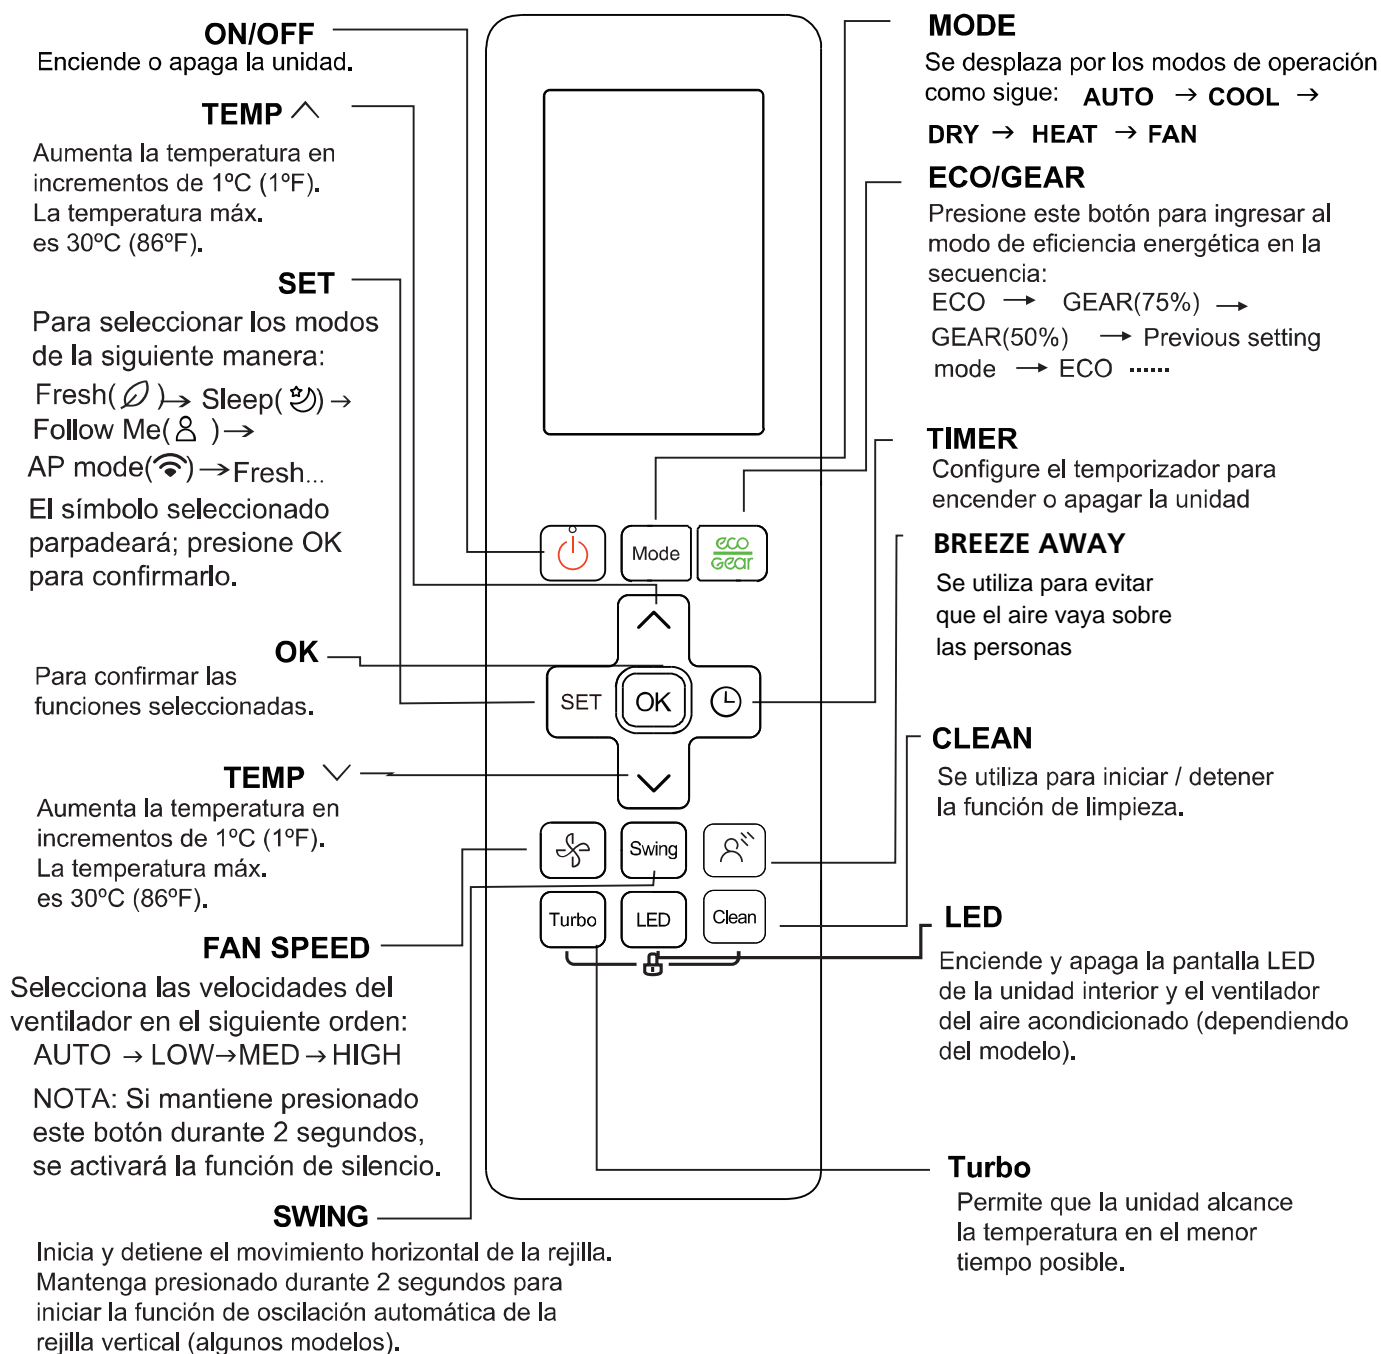 ON/OFF
Enciende o apaga la unidad.
TEMP
Aumenta la temperatura en
incrementos de 1ºC (1ºF).
La temperatura máx.
es 30ºC (86ºF).
SET
Para seleccionar los modos
de la siguiente manera:
Fresh( )→ Sleep( )→
Follow Me( )→
AP mode( )→Fresh...
El símbolo seleccionado
parpadeará; presione OK
para confirmarlo.
OK
Para confirmar las
funciones seleccionadas.
TEMP
Aumenta la temperatura en
incrementos de 1ºC (1ºF).
La temperatura máx.
es 30ºC (86ºF).
FAN SPEED
Selecciona las velocidades del
ventilador en el siguiente orden:
AUTO → LOW→MED→HIGH
NOTA: Si mantiene presionado
este botón durante 2 segundos,
se activará la función de silencio.
SWING
Inicia y detiene el movimiento horizontal de la rejilla.
Mantenga presionado durante 2 segundos para
iniciar la función de oscilación automática de la
rejilla vertical (algunos modelos).
Mode
eco
Gear
SET
OK
Swing
Turbo
LED
Clean
MODE
Se desplaza por los modos de operación
como sigue: AUTO → COOL →
DRY → HEAT → FAN
ECO/GEAR
Presione este botón para ingresar al
modo de eficiencia energética en la
secuencia:
ECO → GEAR(75%) →
GEAR(50%) → Previous setting
mode → ECO ······
TIMER
Configure el temporizador para
encender o apagar la unidad
BREEZE AWAY
Se utiliza para evitar
que el aire vaya sobre
las personas
CLEAN
Se utiliza para iniciar / detener
la función de limpieza.
LED
Enciende y apaga la pantalla LED
de la unidad interior y el ventilador
del aire acondicionado (dependiendo
del modelo).
Turbo
Permite que la unidad alcance
la temperatura en el menor
tiempo posible.